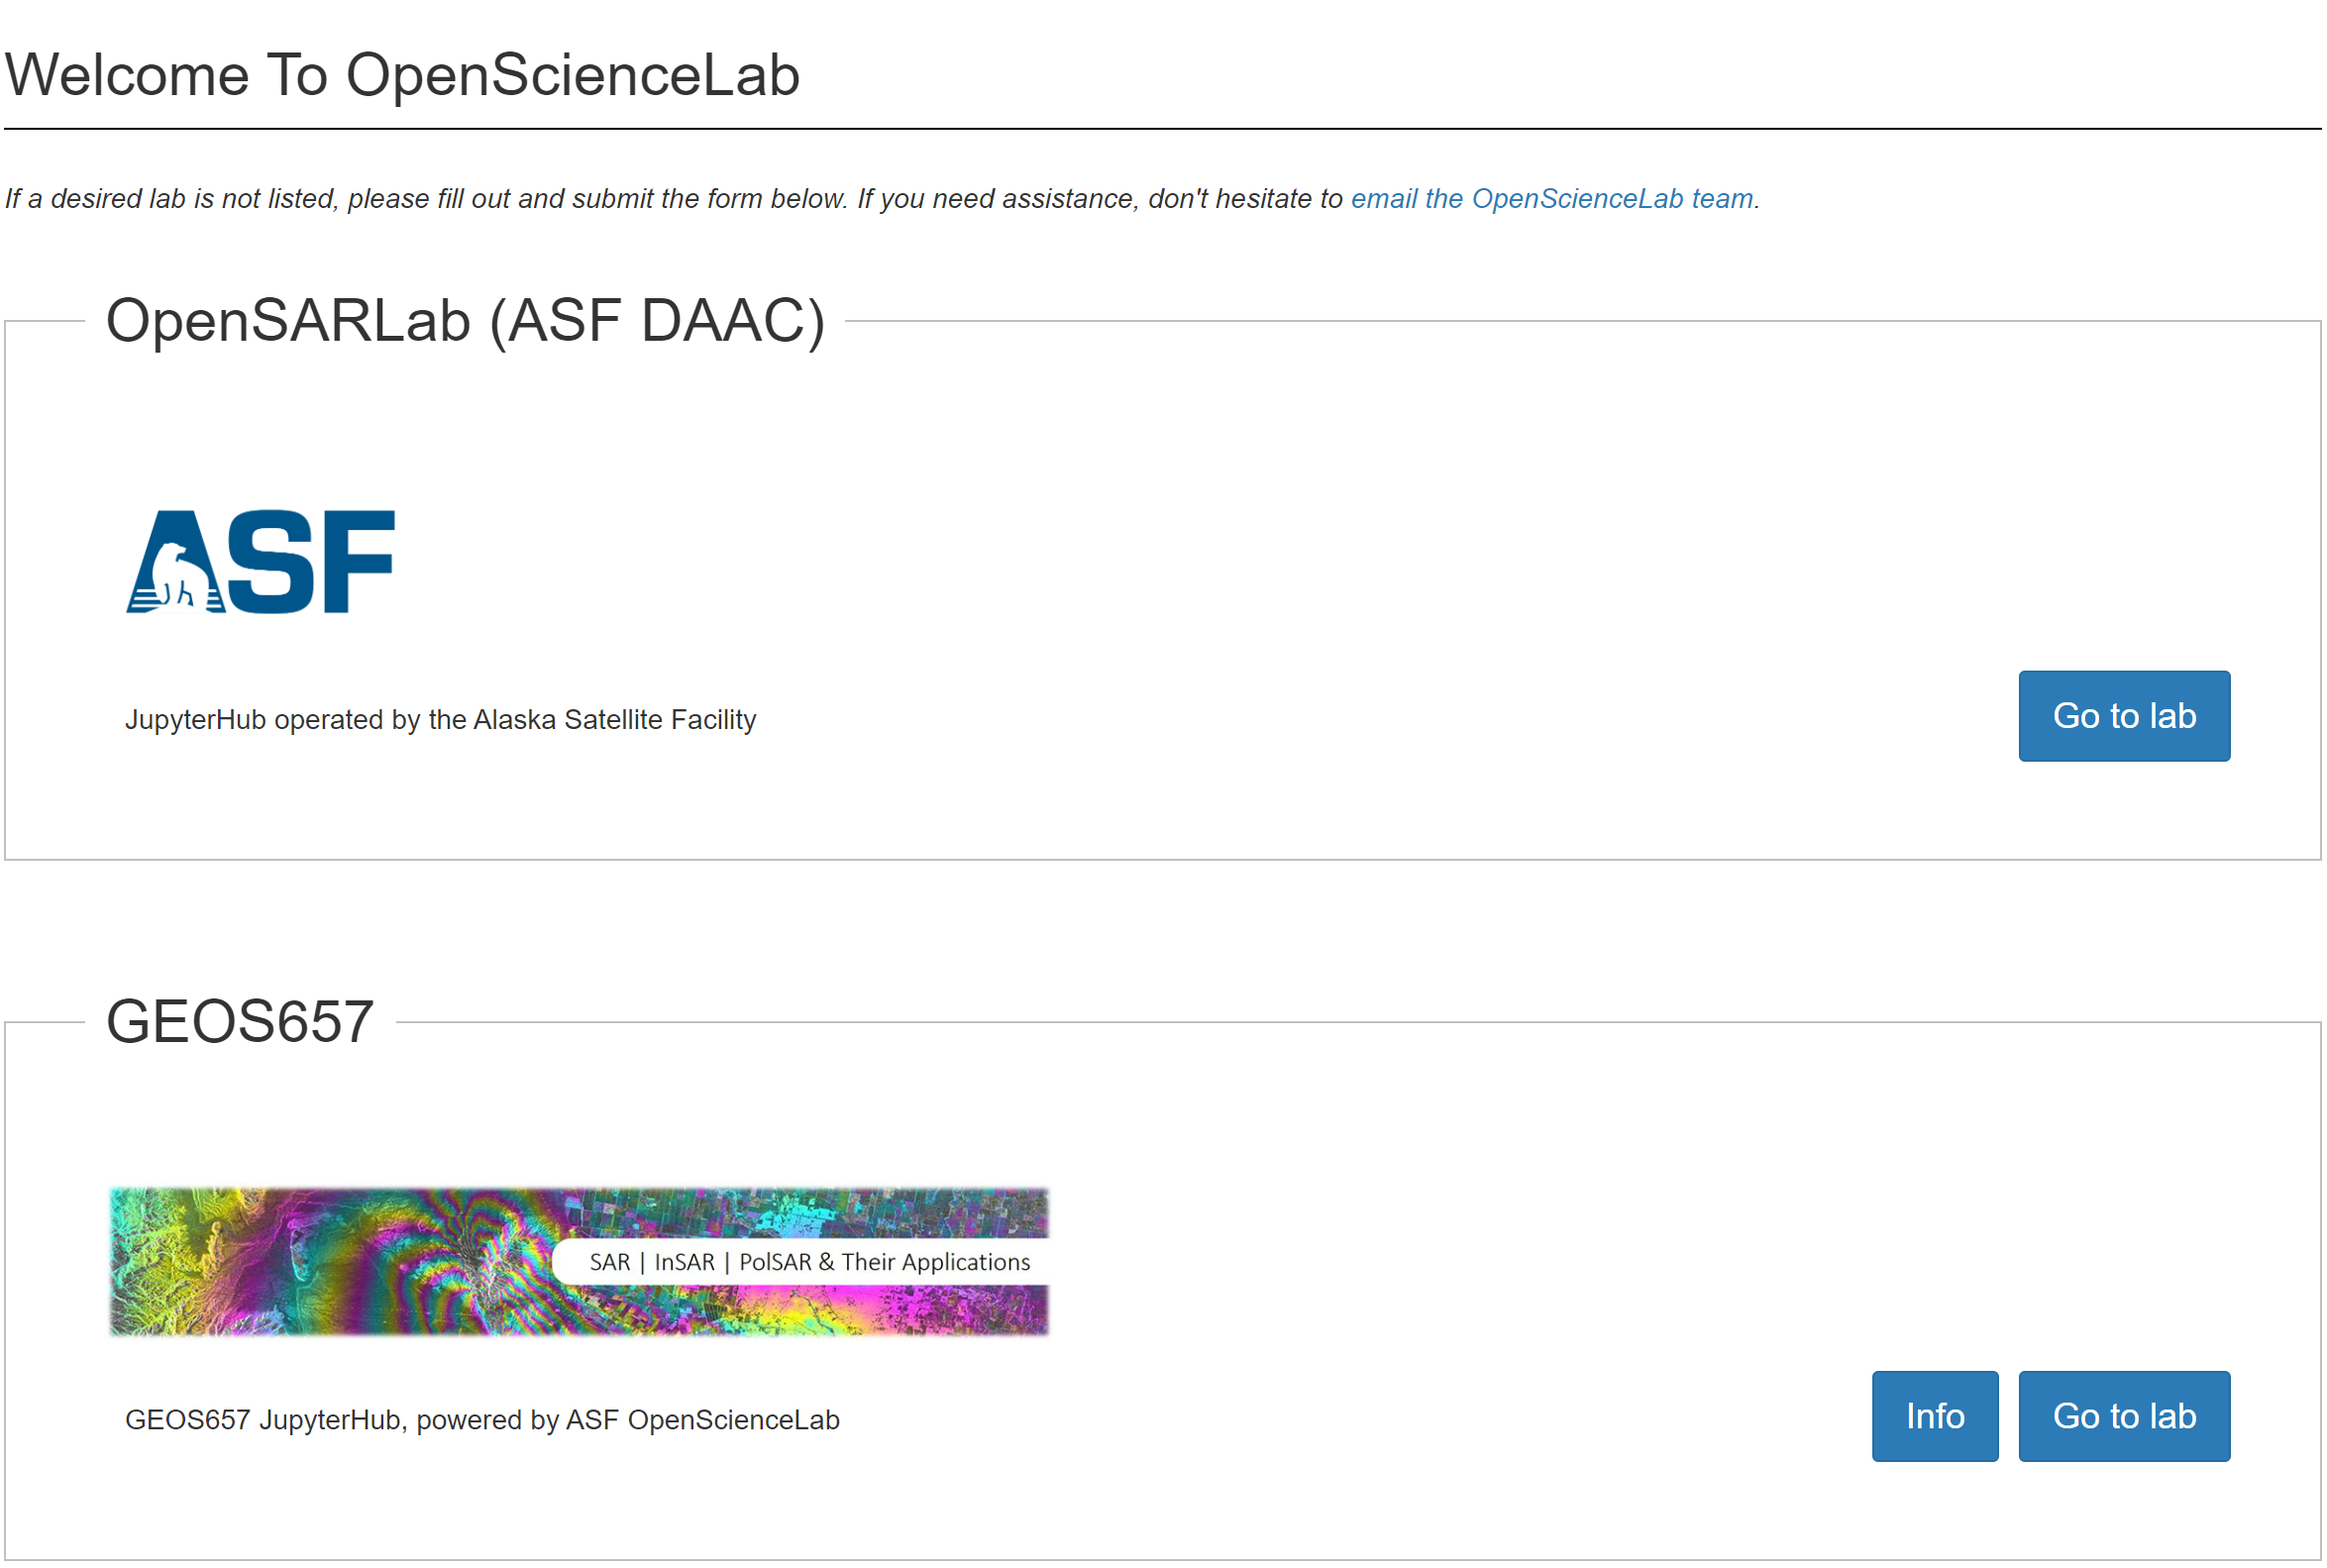 Welcome To OpenScienceLab
If a desired lab is not listed, please fill out and submit the form below. If you need assistance, don't hesitate to email the OpenScienceLab team.
OpenSARLab (ASF DAAC)
ASF
JupyterHub operated by the Alaska Satellite Facility
Go to lab
GEOS657
SAR | InSAR | PolSAR & Their Applications
GEOS657 JupyterHub, powered by ASF OpenScienceLab
Info
Go to lab